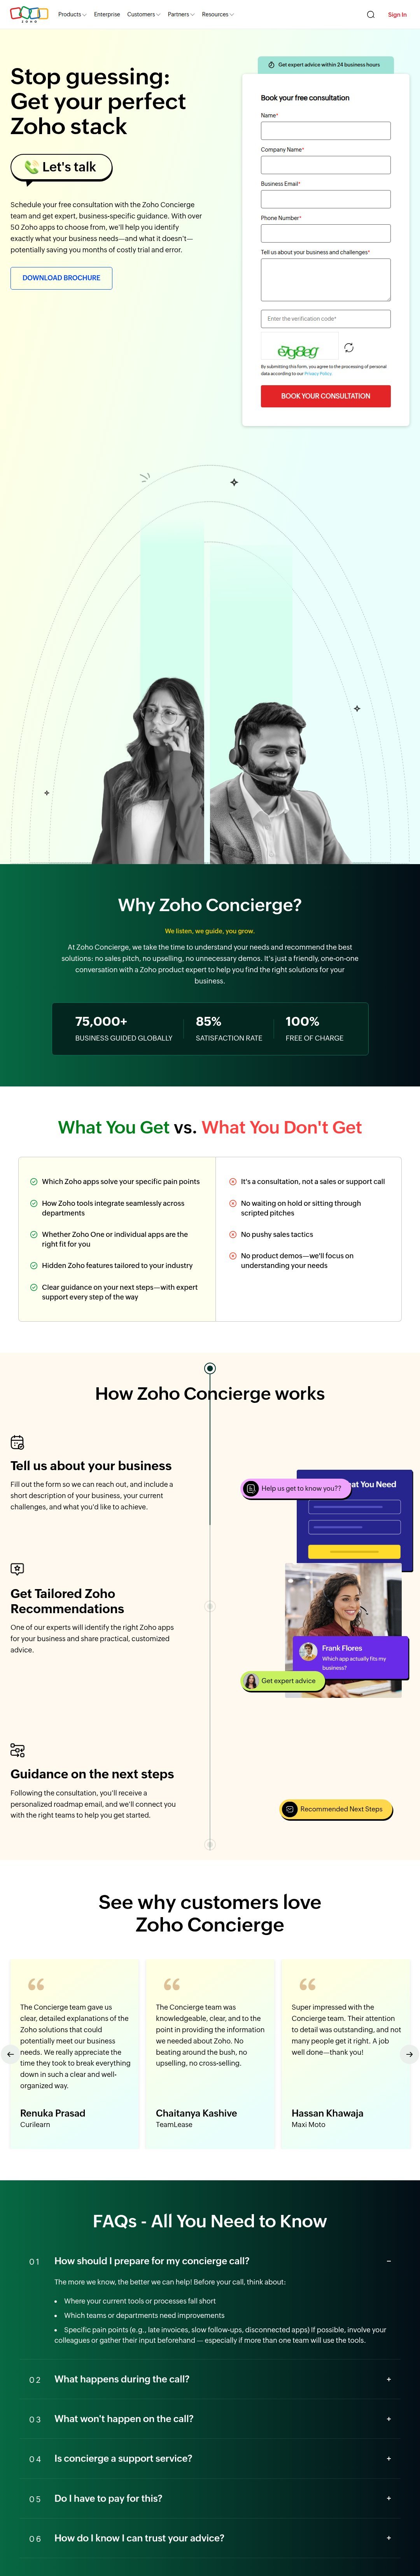 ZOHO
Products
Enterprise
Customers
Partners
Resources
Sign In
Stop guessing:
Get your perfect
Zoho stack
Let's talk
Schedule your free consultation with the Zoho Concierge
team and get expert, business-specific guidance. With over
50 Zoho apps to choose from, we'll help you identify
exactly what your business needs—and what it doesn't—
potentially saving you months of costly trial and error.
DOWNLOAD BROCHURE
Get expert advice within 24 business hours
Book your free consultation
Name*
Company Name*
Business Email*
Phone Number*
Tell us about your business and challenges*
Enter the verification code*
By submitting this form, you agree to the processing of personal
data according to our Privacy Policy.
BOOK YOUR CONSULTATION
Why Zoho Concierge?
We listen, we guide, you grow.
At Zoho Concierge, we take the time to understand your needs and recommend the best
solutions: no sales pitch, no upselling, no unnecessary demos. It's just a friendly, one-on-one
conversation with a Zoho product expert to help you find the right solutions for your
business.
75,000+
BUSINESS GUIDED GLOBALLY
85%
SATISFACTION RATE
100%
FREE OF CHARGE
What You Get vs. What You Don't Get
Which Zoho apps solve your specific pain points
How Zoho tools integrate seamlessly across
departments
Whether Zoho One or individual apps are the
right fit for you
Hidden Zoho features tailored to your industry
Clear guidance on your next steps—with expert
support every step of the way
It's a consultation, not a sales or support call
No waiting on hold or sitting through
scripted pitches
No pushy sales tactics
No product demos—we'll focus on
understanding your needs
How Zoho Concierge works
Tell us about your business
Fill out the form so we can reach out, and include a
short description of your business, your current
challenges, and what you'd like to achieve.
at You Need
Help us get to know you??
Get Tailored Zoho
Recommendations
One of our experts will identify the right Zoho apps
for your business and share practical, customized
advice.
Frank Flores
Which app actually fits my
business?
Get expert advice
Guidance on the next steps
Following the consultation, you'll receive a
personalized roadmap email, and we'll connect you
with the right teams to help you get started.
Recommended Next Steps
See why customers love
Zoho Concierge
The Concierge team gave us
clear, detailed explanations of the
Zoho solutions that could
potentially meet our business
needs. We really appreciate the
time they took to break everything
down in such a clear and well-
organized way.
Renuka Prasad
Curilearn
The Concierge team was
knowledgeable, clear, and to the
point in providing the information
we needed about Zoho. No
beating around the bush, no
upselling, no cross-selling.
Chaitanya Kashive
TeamLease
Super impressed with the
Concierge team. Their attention
to detail was outstanding, and not
many people get it right. A job
well done—thank you!
Hassan Khawaja
Maxi Moto
FAQs - All You Need to Know
01 How should I prepare for my concierge call?
The more we know, the better we can help! Before your call, think about:
• Where your current tools or processes fall short
• Which teams or departments need improvements
• Specific pain points (e.g., late invoices, slow follow-ups, disconnected apps) If possible, involve your
colleagues or gather their input beforehand — especially if more than one team will use the tools.
02 What happens during the call?
03 What won't happen on the call?
04 Is concierge a support service?
05 Do I have to pay for this?
06 How do I know I can trust your advice?